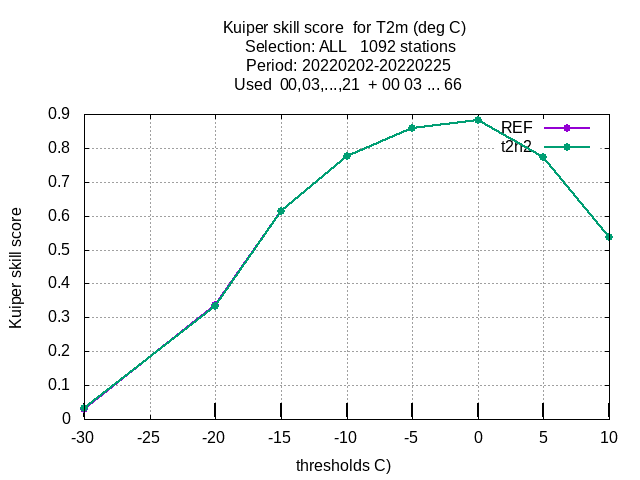 Kuiper skill score  for T2m (deg C)
Selection: ALL   1092 stations
Period: 20220202-20220225
Used  00,03,...,21  + 00 03 ... 66
REF
t2n2
Kuiper skill score
0.9
0.8
0.7
0.6
0.5
0.4
0.3
0.2
0.1
0
-30 -25 -20 -15 -10 -5 0 5 10
thresholds C)